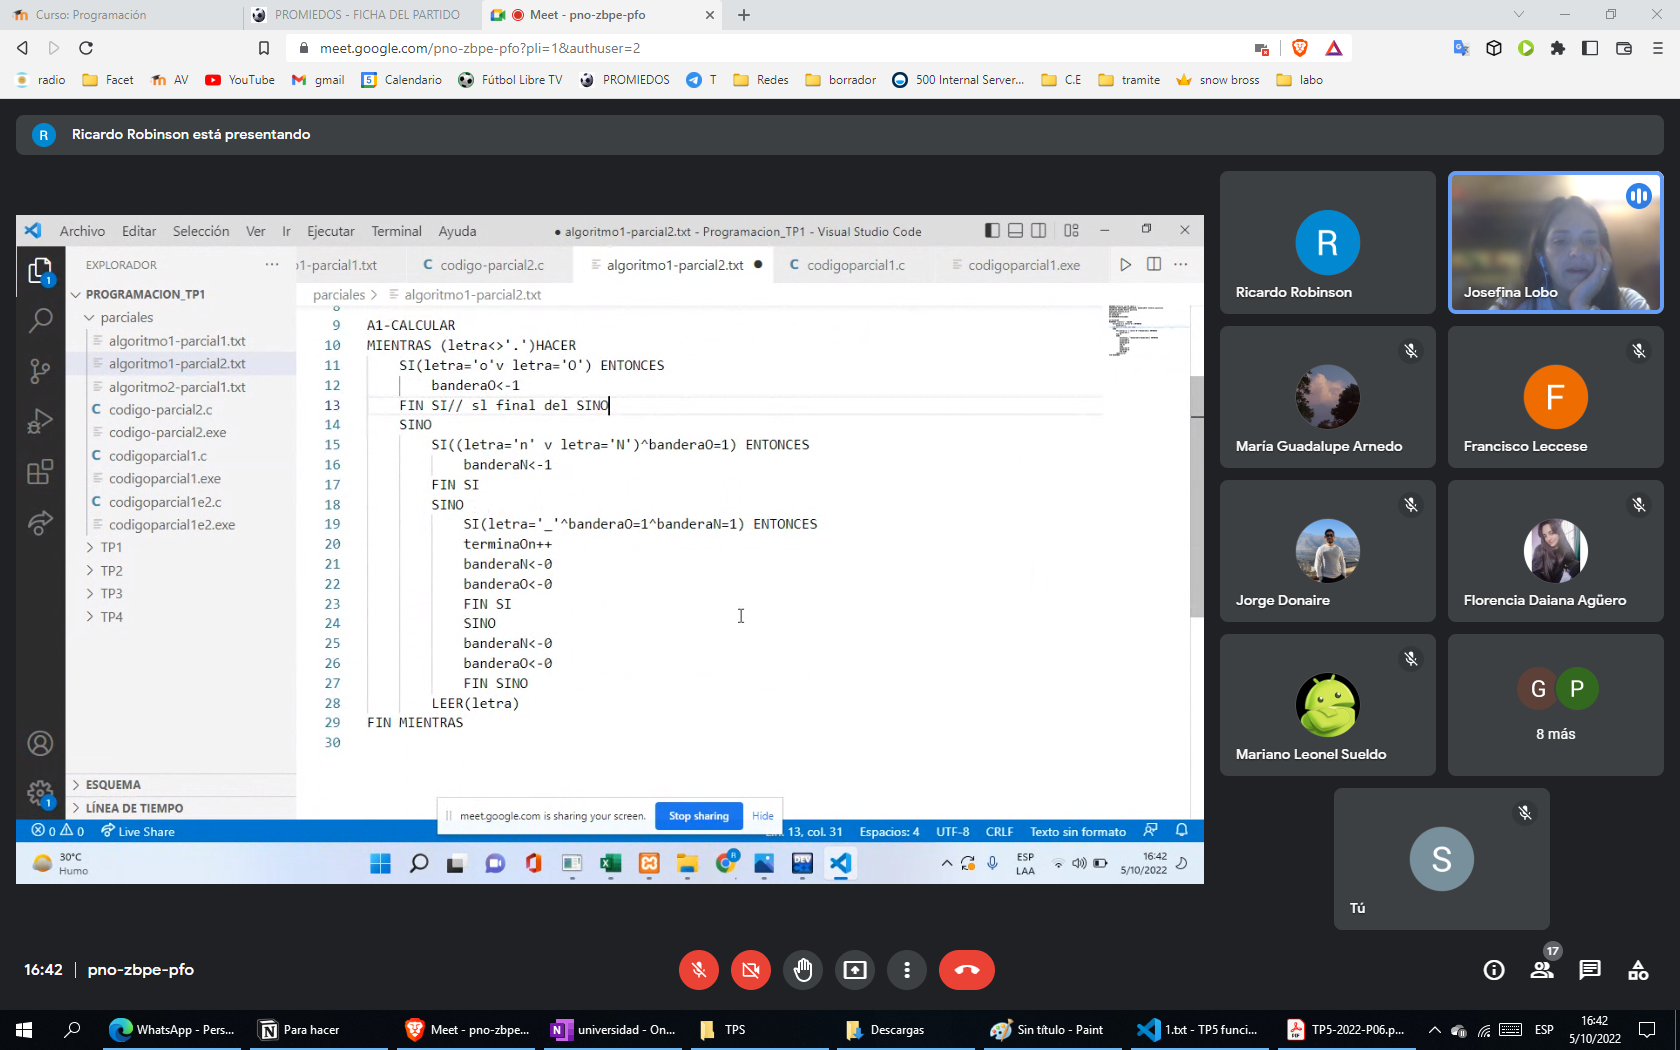 Curso: Programación
PROMIEDOS - FICHA DEL PARTIDO
Meet - pno-zbpe-pfo
meet.google.com/pno-zbpe-pfo?pli=1&authuser=2
radio Facet AV YouTube gmail Calendario Fútbol Libre TV PROMIEDOS T Redes borrador 500 Internal Server... C.E tramite snow bross labo
R Ricardo Robinson está presentando
Archivo Editar Selección Ver Ir Ejecutar Terminal Ayuda
● algoritmo1-parcial2.txt - Programacion_TP1 - Visual Studio Code
EXPLORADOR ...
o1-parcial1.txt
C codigo-parcial2.c
algoritmo1-parcial2.txt ●
C codigoparcial1.c
codigoparcial1.exe
PROGRAMACION_TP1
parciales
algoritmo1-parcial1.txt
algoritmo1-parcial2.txt
algoritmo2-parcial1.txt
C codigo-parcial2.c
codigo-parcial2.exe
C codigoparcial1.c
codigoparcial1.exe
C codigoparcial1e2.c
codigoparcial1e2.exe
TP1
TP2
TP3
TP4
ESQUEMA
LÍNEA DE TIEMPO
parciales > algoritmo1-parcial2.txt
8
9 A1-CALCULAR
10 MIENTRAS (letra<>'.')HACER
11 SI(letra='o'v letra='O') ENTONCES
12 banderaO<-1
13 FIN SI// sl final del SINO
14 SINO
15 SI((letra='n' v letra='N')^banderaO=1) ENTONCES
16 banderaN<-1
17 FIN SI
18 SINO
19 SI(letra='_'^banderaO=1^banderaN=1) ENTONCES
20 terminaOn++
21 banderaN<-0
22 banderaO<-0
23 FIN SI
24 SINO
25 banderaN<-0
26 banderaO<-0
27 FIN SINO
28 LEER(letra)
29 FIN MIENTRAS
30
meet.google.com is sharing your screen. Stop sharing Hide
0 0 Live Share
Ln. 13, col. 31 Espacios: 4 UTF-8 CRLF Texto sin formato
30°C
Humo
DEV
ESP
LAA
16:42
5/10/2022
R
Ricardo Robinson
Josefina Lobo
María Guadalupe Arnedo
F
Francisco Leccese
Jorge Donaire
Florencia Daiana Agüero
Mariano Leonel Sueldo
G P
8 más
S
Tú
16:42 | pno-zbpe-pfo
17
WhatsApp - Pers...
Para hacer
Meet - pno-zbpe...
universidad - On...
TPS
Descargas
Sin título - Paint
1.txt - TP5 funci...
TP5-2022-P06.p...
ESP
16:42
5/10/2022